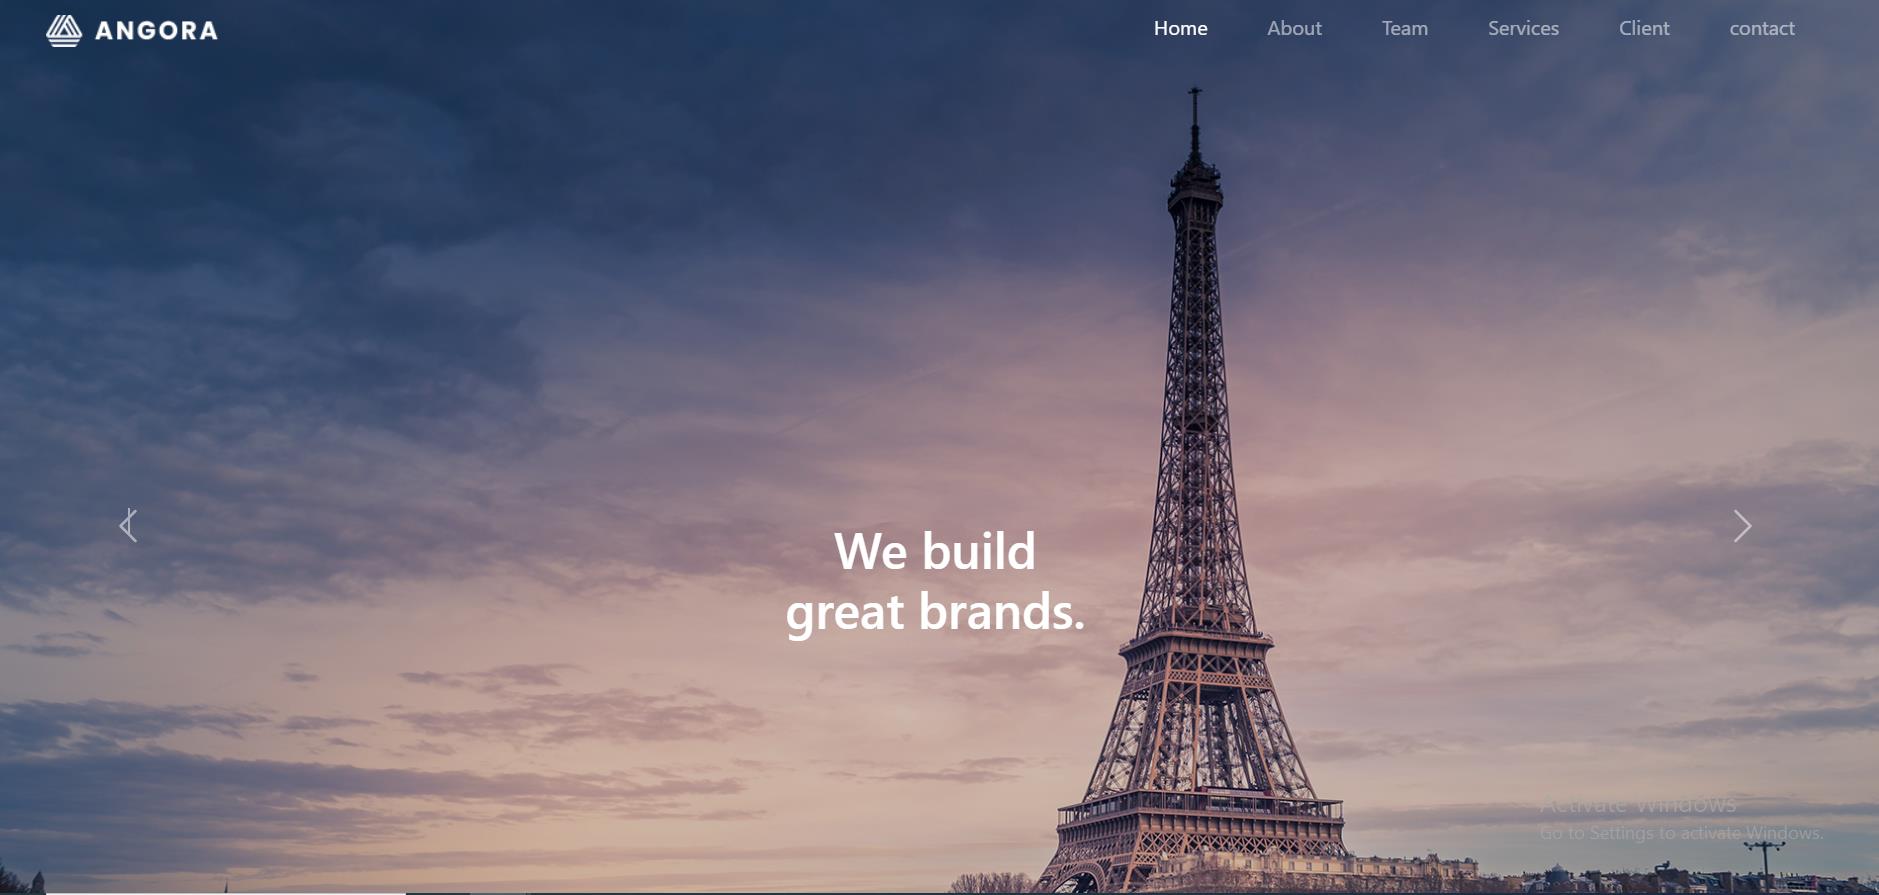 ANGORA
Home About Team Services Client contact
We build
great brands.
Activate Windows
Go to Settings to activate Windows.